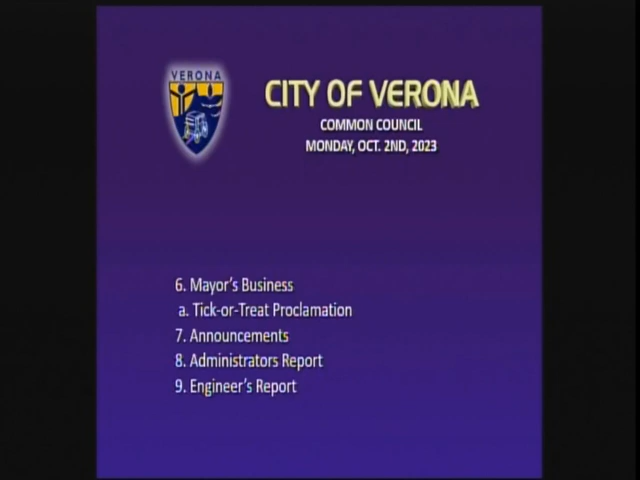 VERONA
CITY OF VERONA
COMMON COUNCIL
MONDAY, OCT. 2ND, 2023
6. Mayor's Business
a. Tick-or-Treat Proclamation
7. Announcements
8. Administrators Report
9. Engineer's Report